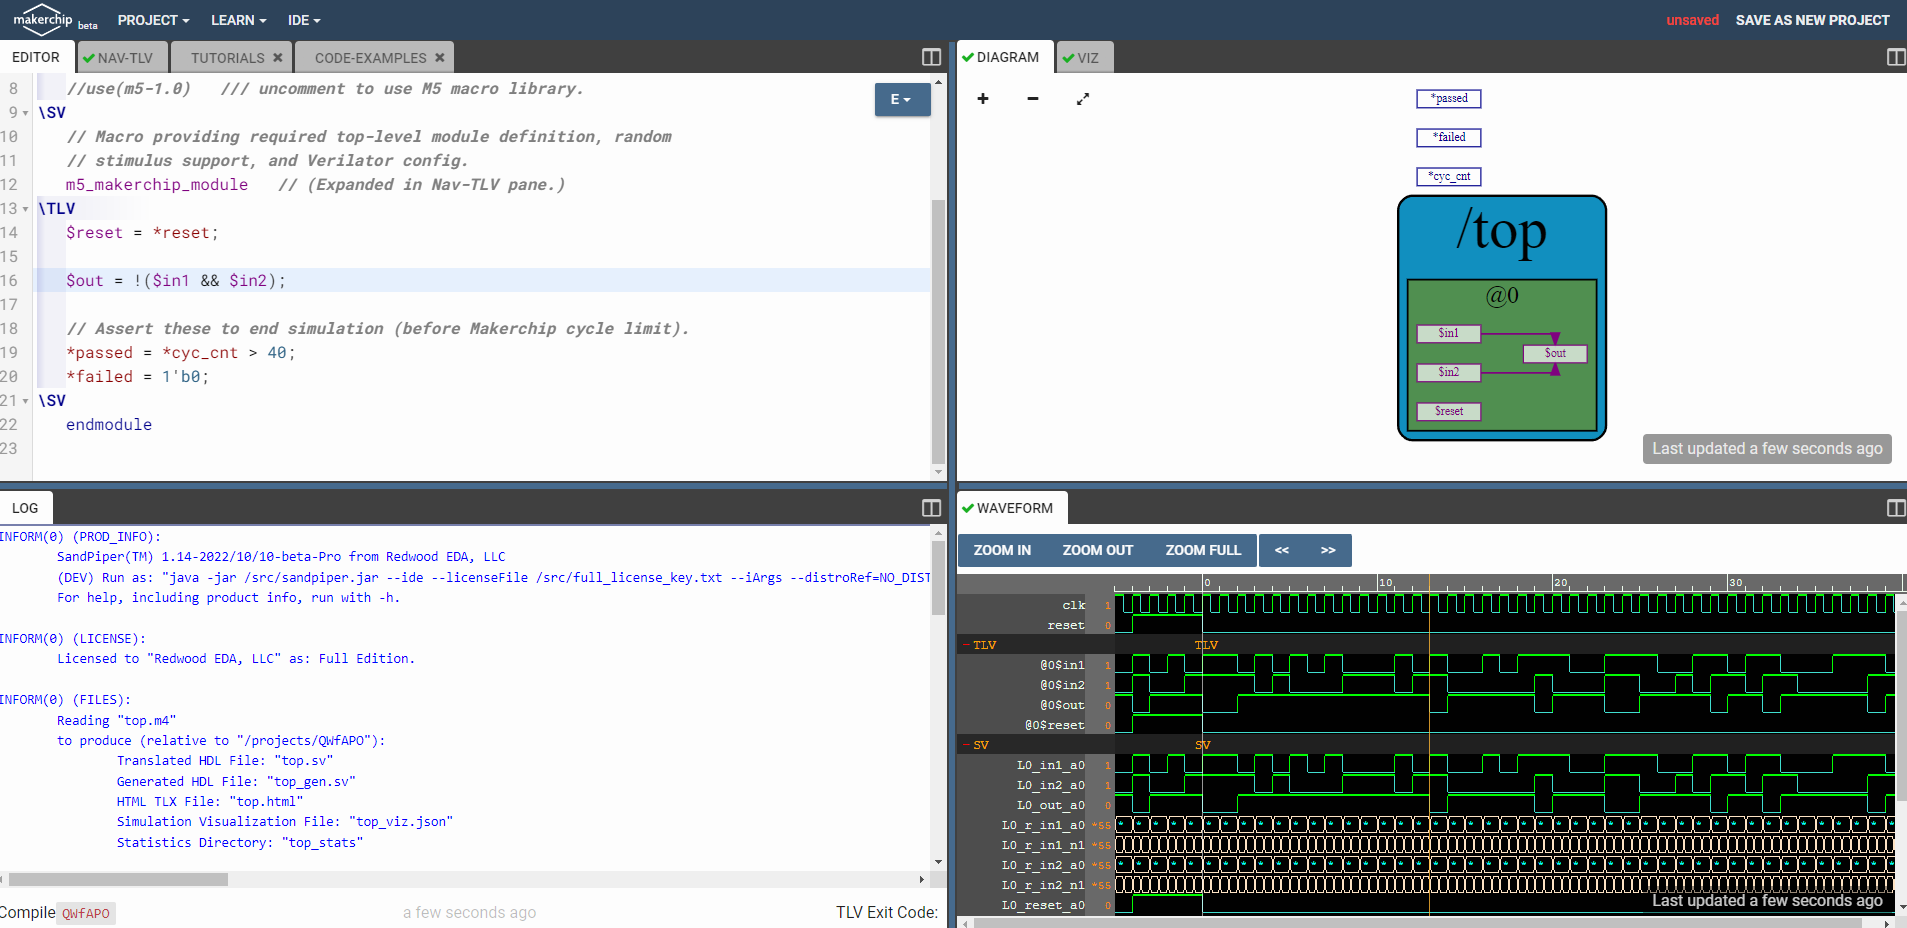 makerchip beta PROJECT LEARN IDE unsaved SAVE AS NEW PROJECT
EDITOR NAV-TLV TUTORIALS CODE-EXAMPLES
8 //use(m5-1.0) /// uncomment to use M5 macro library.
9 \SV
10 // Macro providing required top-level module definition, random
11 // stimulus support, and Verilator config.
12 m5_makerchip_module // (Expanded in Nav-TLV pane.)
13 \TLV
14 $reset = *reset;
15
16 $out = !($in1 && $in2);
17
18 // Assert these to end simulation (before Makerchip cycle limit).
19 *passed = *cyc_cnt > 40;
20 *failed = 1'b0;
21 \SV
22 endmodule
23
E
DIAGRAM VIZ
*passed
*failed
*cyc_cnt
/top
@0
$in1
$out
$in2
$reset
Last updated a few seconds ago
LOG
INFORM(0) (PROD_INFO):
SandPiper(TM) 1.14-2022/10/10-beta-Pro from Redwood EDA, LLC
(DEV) Run as: "java -jar /src/sandpiper.jar --ide --licenseFile /src/full_license_key.txt --iArgs --distroRef=NO_DIST
For help, including product info, run with -h.
INFORM(0) (LICENSE):
Licensed to "Redwood EDA, LLC" as: Full Edition.
INFORM(0) (FILES):
Reading "top.m4"
to produce (relative to "/projects/QWfAPO"):
Translated HDL File: "top.sv"
Generated HDL File: "top_gen.sv"
HTML TLX File: "top.html"
Simulation Visualization File: "top_viz.json"
Statistics Directory: "top_stats"
Compile QWfAPO a few seconds ago TLV Exit Code:
WAVEFORM
ZOOM IN ZOOM OUT ZOOM FULL << >>
0 10 20 30
clk 1
reset 0
-TLV TLV
@0$in1 1
@0$in2 1
@0$out 0
@0$reset 0
-SV SV
L0_in1_a0 1
L0_in2_a0 1
L0_out_a0 0
L0_r_in1_a0 *55
L0_r_in1_n1 *55
L0_r_in2_a0 *55
L0_r_in2_n1 *55
L0_reset_a0 0
Last updated a few seconds ago